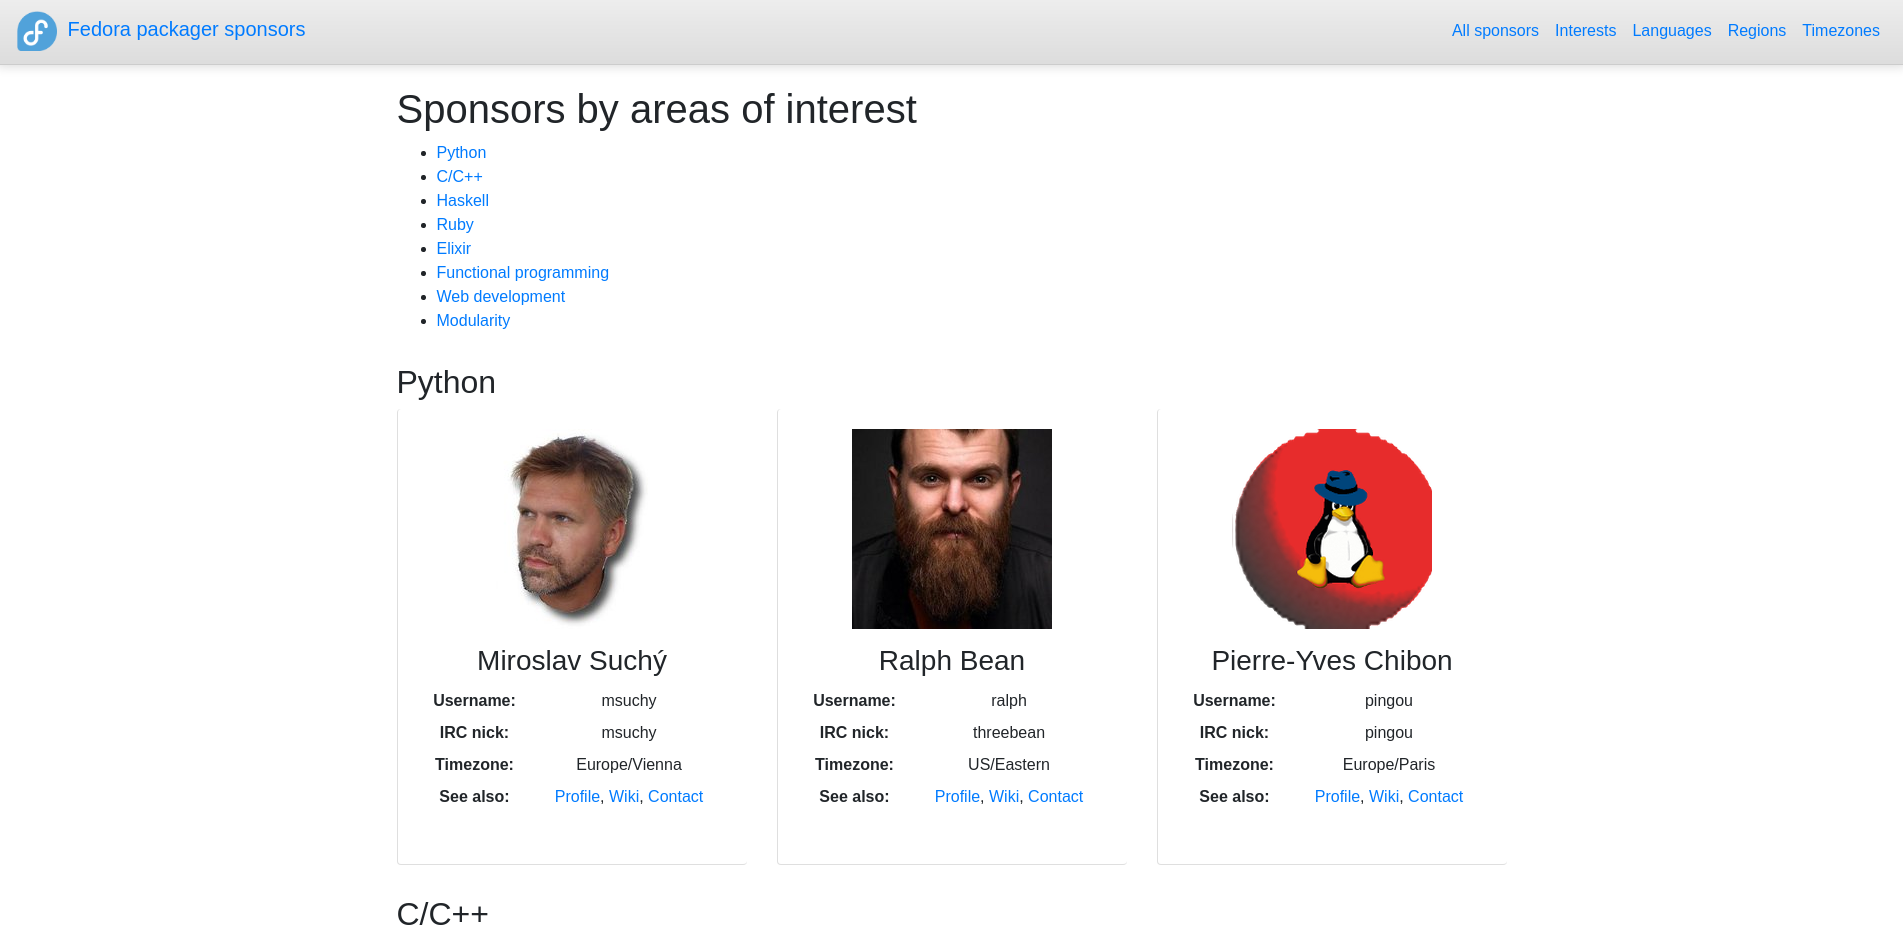 Fedora packager sponsors
All sponsors Interests Languages Regions Timezones
Sponsors by areas of interest
Python
C/C++
Haskell
Ruby
Elixir
Functional programming
Web development
Modularity
Python
Miroslav Suchý
Username: msuchy
IRC nick: msuchy
Timezone: Europe/Vienna
See also: Profile, Wiki, Contact
Ralph Bean
Username: ralph
IRC nick: threebean
Timezone: US/Eastern
See also: Profile, Wiki, Contact
Pierre-Yves Chibon
Username: pingou
IRC nick: pingou
Timezone: Europe/Paris
See also: Profile, Wiki, Contact
C/C++